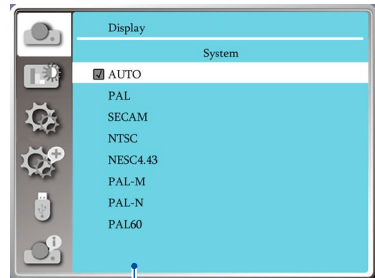 Display
System
AUTO
PAL
SECAM
NTSC
NESC4.43
PAL-M
PAL-N
PAL60